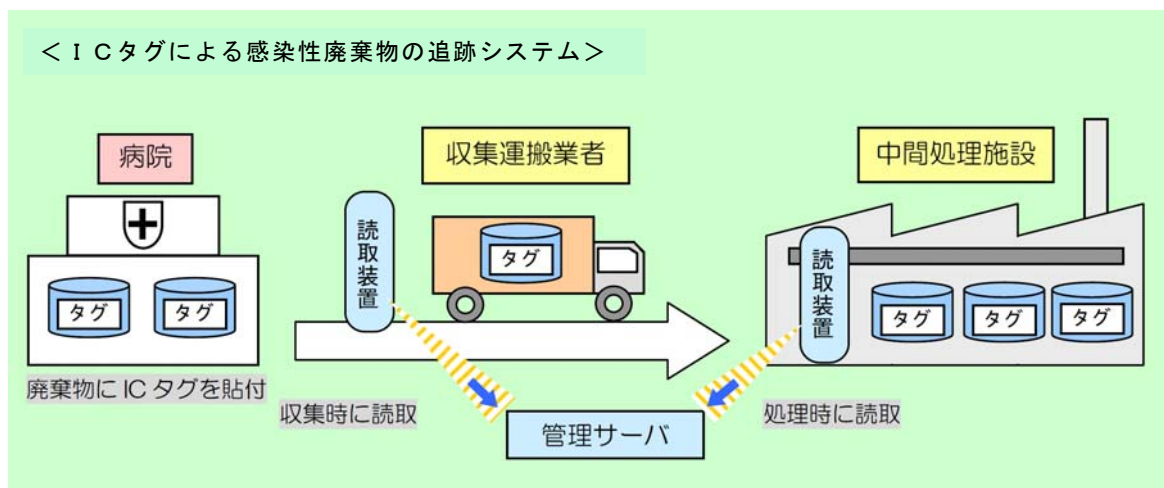 ＜ＩＣタグによる感染性廃棄物の追跡システム＞
病院
収集運搬業者
中間処理施設
読取装置
タグ
タグ
タグ
読取装置
タグ
タグ
タグ
廃棄物に IC タグを貼付
収集時に読取
処理時に読取
管理サーバ